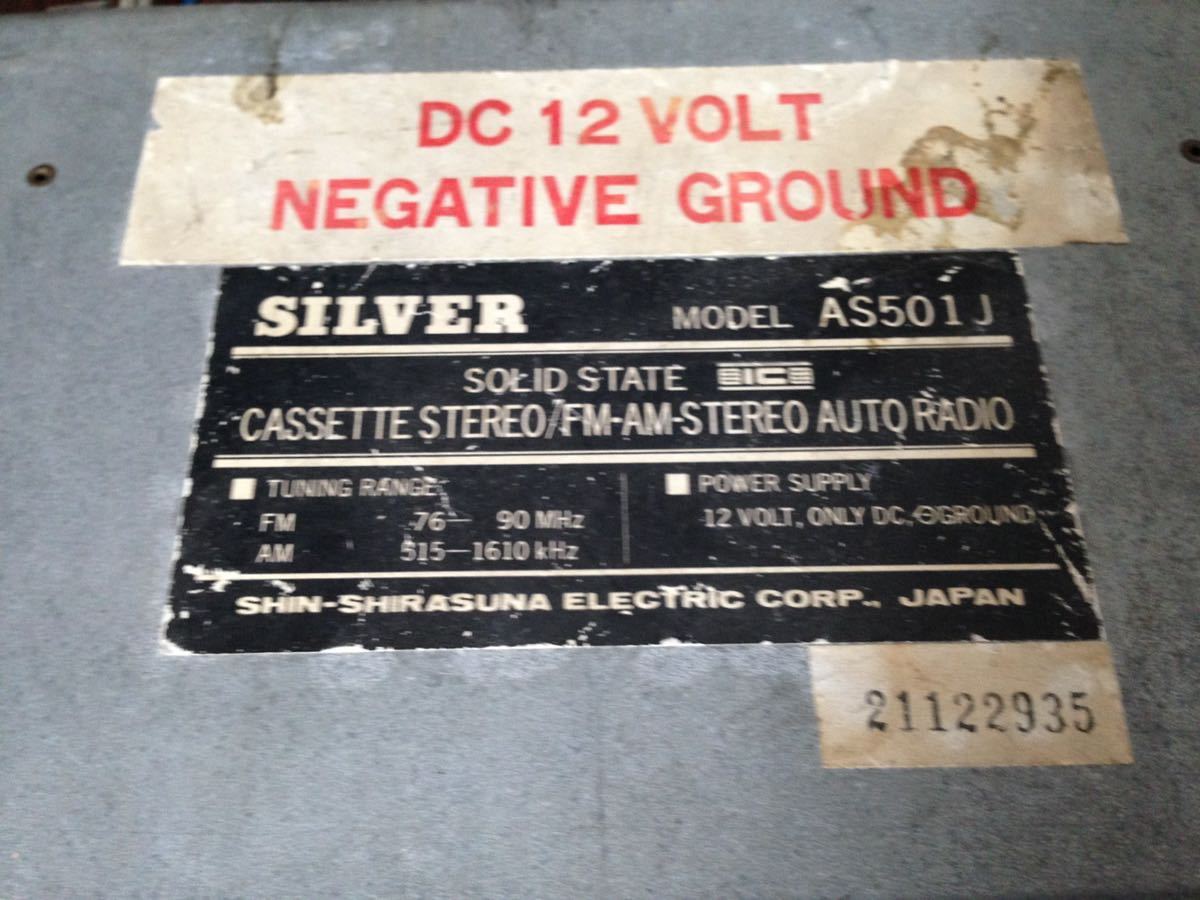 DC 12 VOLT
NEGATIVE GROUND
SILVER MODEL AS501J
SOLID STATE
CASSETTE STEREO/FM-AM-STEREO AUTO RADIO
■ TUNING RANGE
FM 76 — 90 MHz
AM 515 — 1610 kHz
■ POWER SUPPLY
12 VOLT, ONLY DC, ⊖GROUND
SHIN-SHIRASUNA ELECTRIC CORP., JAPAN
21122935